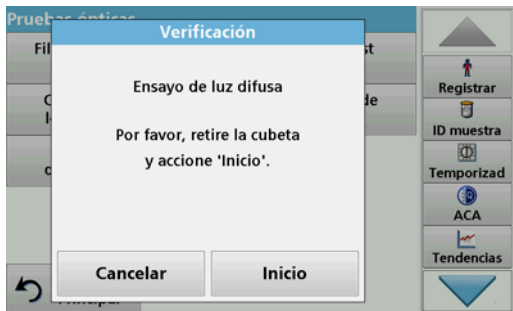 Pruebas ópticas
Verificación
Ensayo de luz difusa
Por favor, retire la cubeta
y accione 'Inicio'.
Cancelar
Inicio
Principal
Registrar
ID muestra
Temporizad
ACA
Tendencias